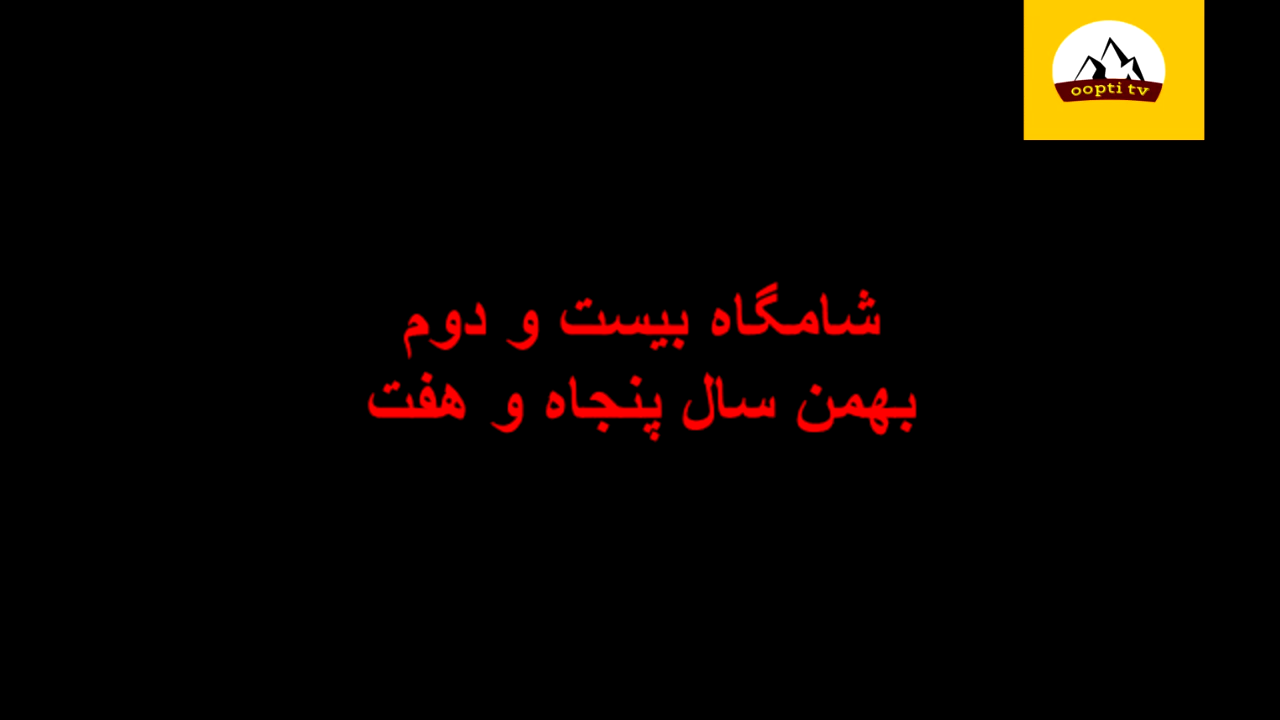 oopti tv
شامگاه بیست و دوم
بهمن سال پنجاه و هفت